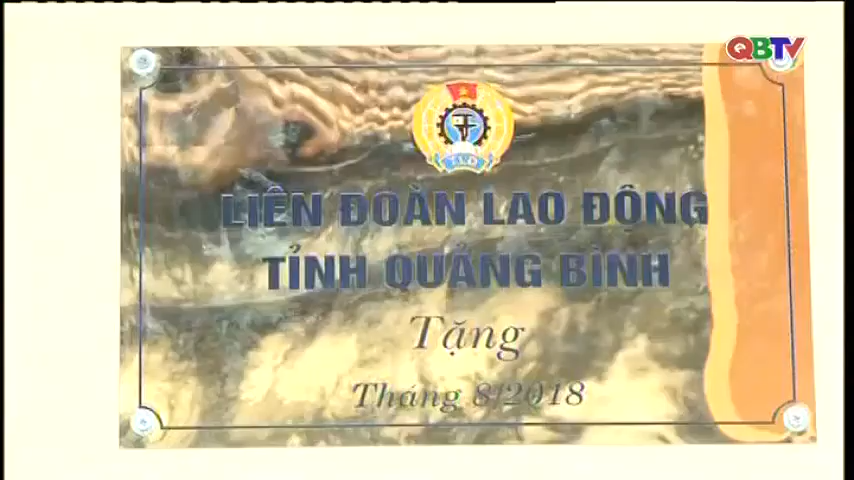 QBTV
LIÊN ĐOÀN LAO ĐỘNG
TỈNH QUẢNG BÌNH
Tặng
Tháng 8/2018